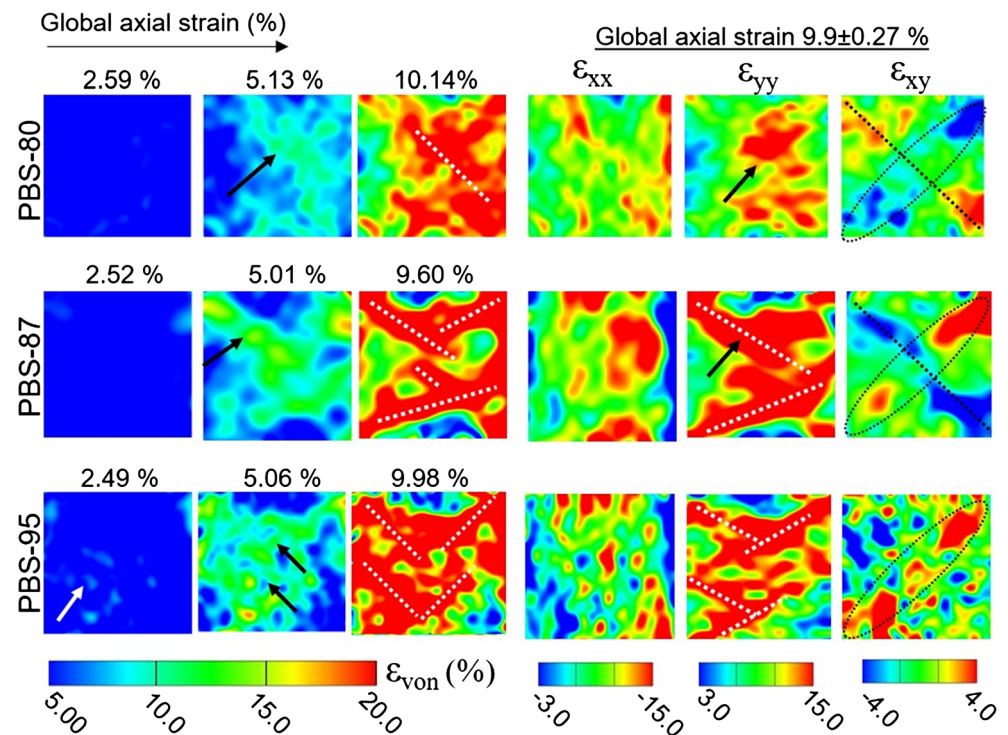 Global axial strain (%)
Global axial strain 9.9±0.27 %
2.59 % 5.13 % 10.14% εxx εyy εxy
PBS-80
2.52 % 5.01 % 9.60 %
PBS-87
2.49 % 5.06 % 9.98 %
PBS-95
εvon (%)
5.00 10.0 15.0 20.0 -3.0 -15.0 3.0 15.0 -4.0 4.0